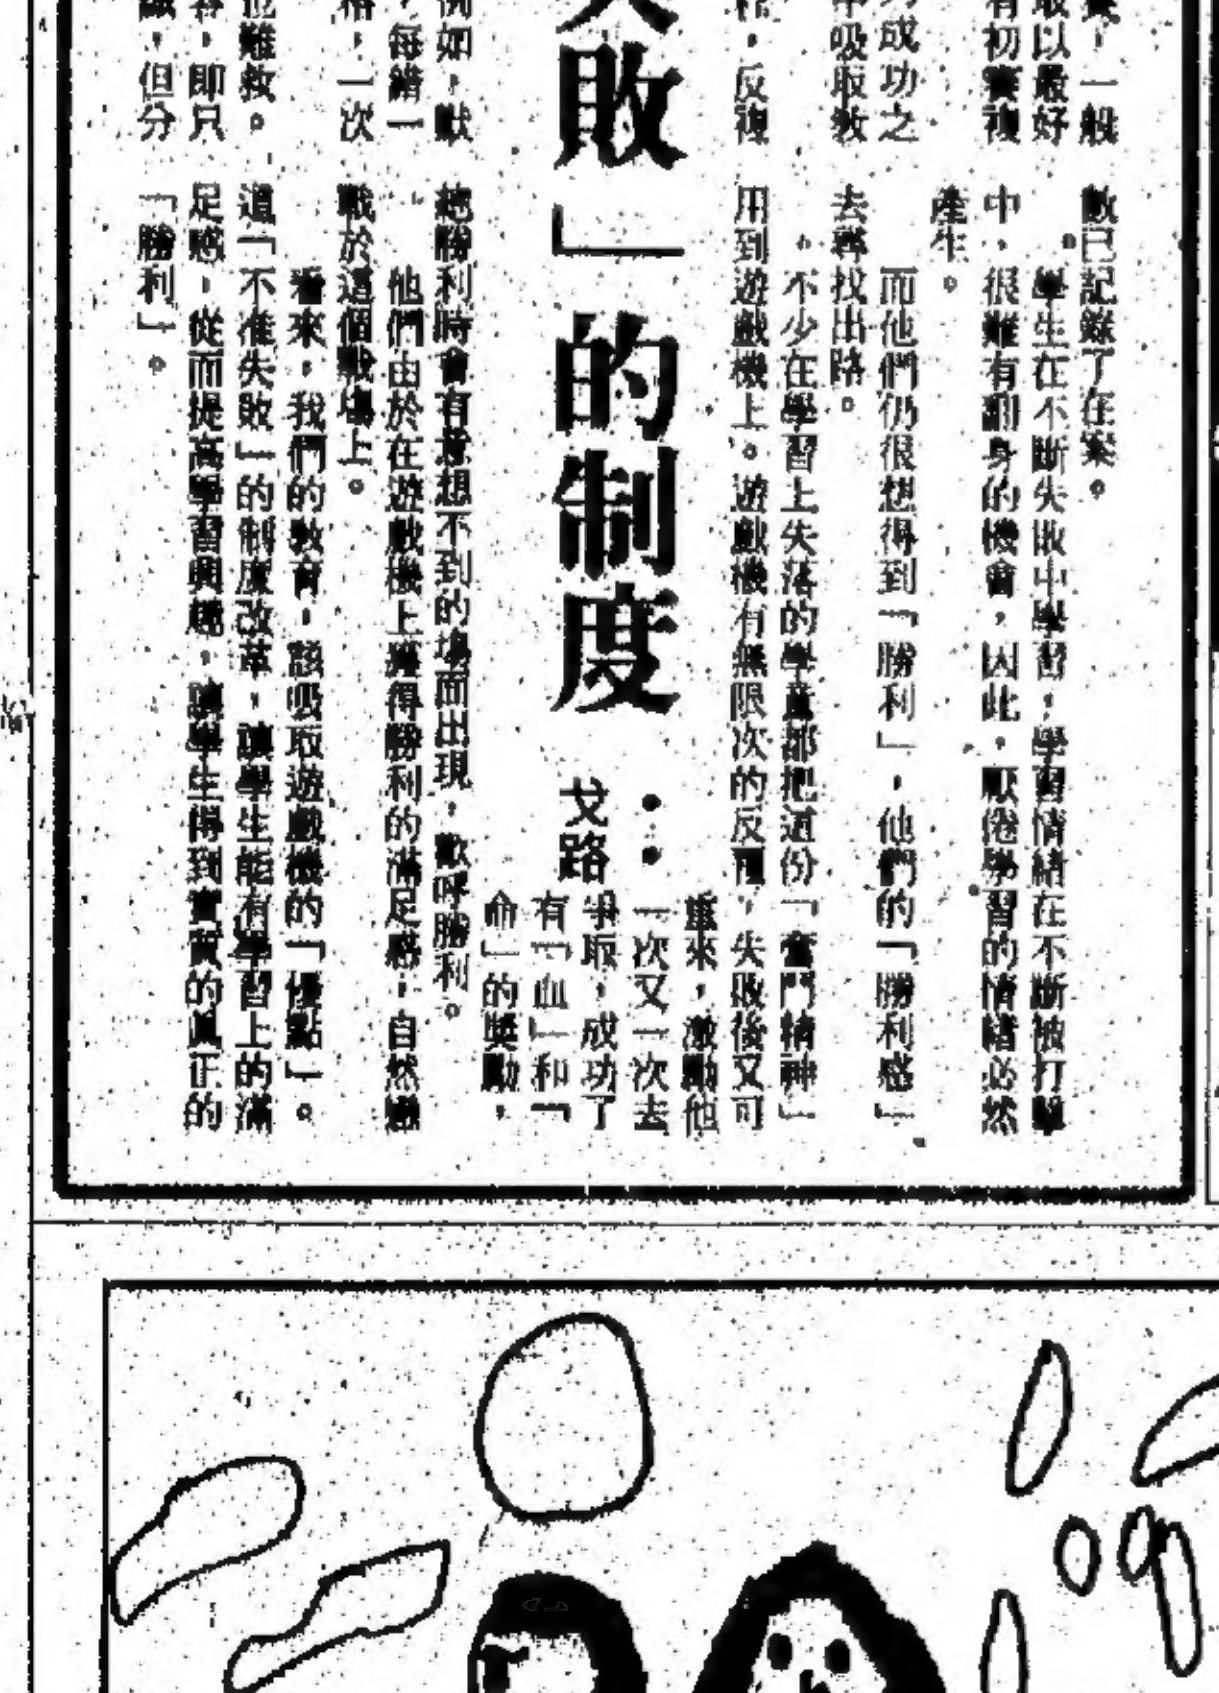 ，一般
取以最好
有初賽複
成功之
中吸取教
，反複
敗」的制度：
戈路
例如，默
，每錯一
格，一次
也難救。
，即只
，但分
數已記錄了在案。
學生在不斷失敗中學習，學習情緒在不斷被打擊
中，很難有翻身的機會，因此，厭倦學習的情緒必然
產生。
而他們仍很想得到「勝利」，他們的「勝利感」
去尋找出路。
不少在學習上失落的學童都把這份「奮鬥精神」
用到遊戲機上。遊戲機有無限次的反覆，失敗後又可
重來，激勵他
一次又一次去
爭取，成功了
有「血」和「
命」的獎勵，
總勝利時會有意想不到的場面出現，歡呼勝利。
他們由於在遊戲機上獲得勝利的滿足感，自然戀
戰於這個戰場上。
看來，我們的教育，該吸取遊戲機的「優點」。
這「不准失敗」的制度改革，讓學生能有學習上的滿
足感，從而提高學習興趣，讓學生得到實質的真正的
「勝利」。